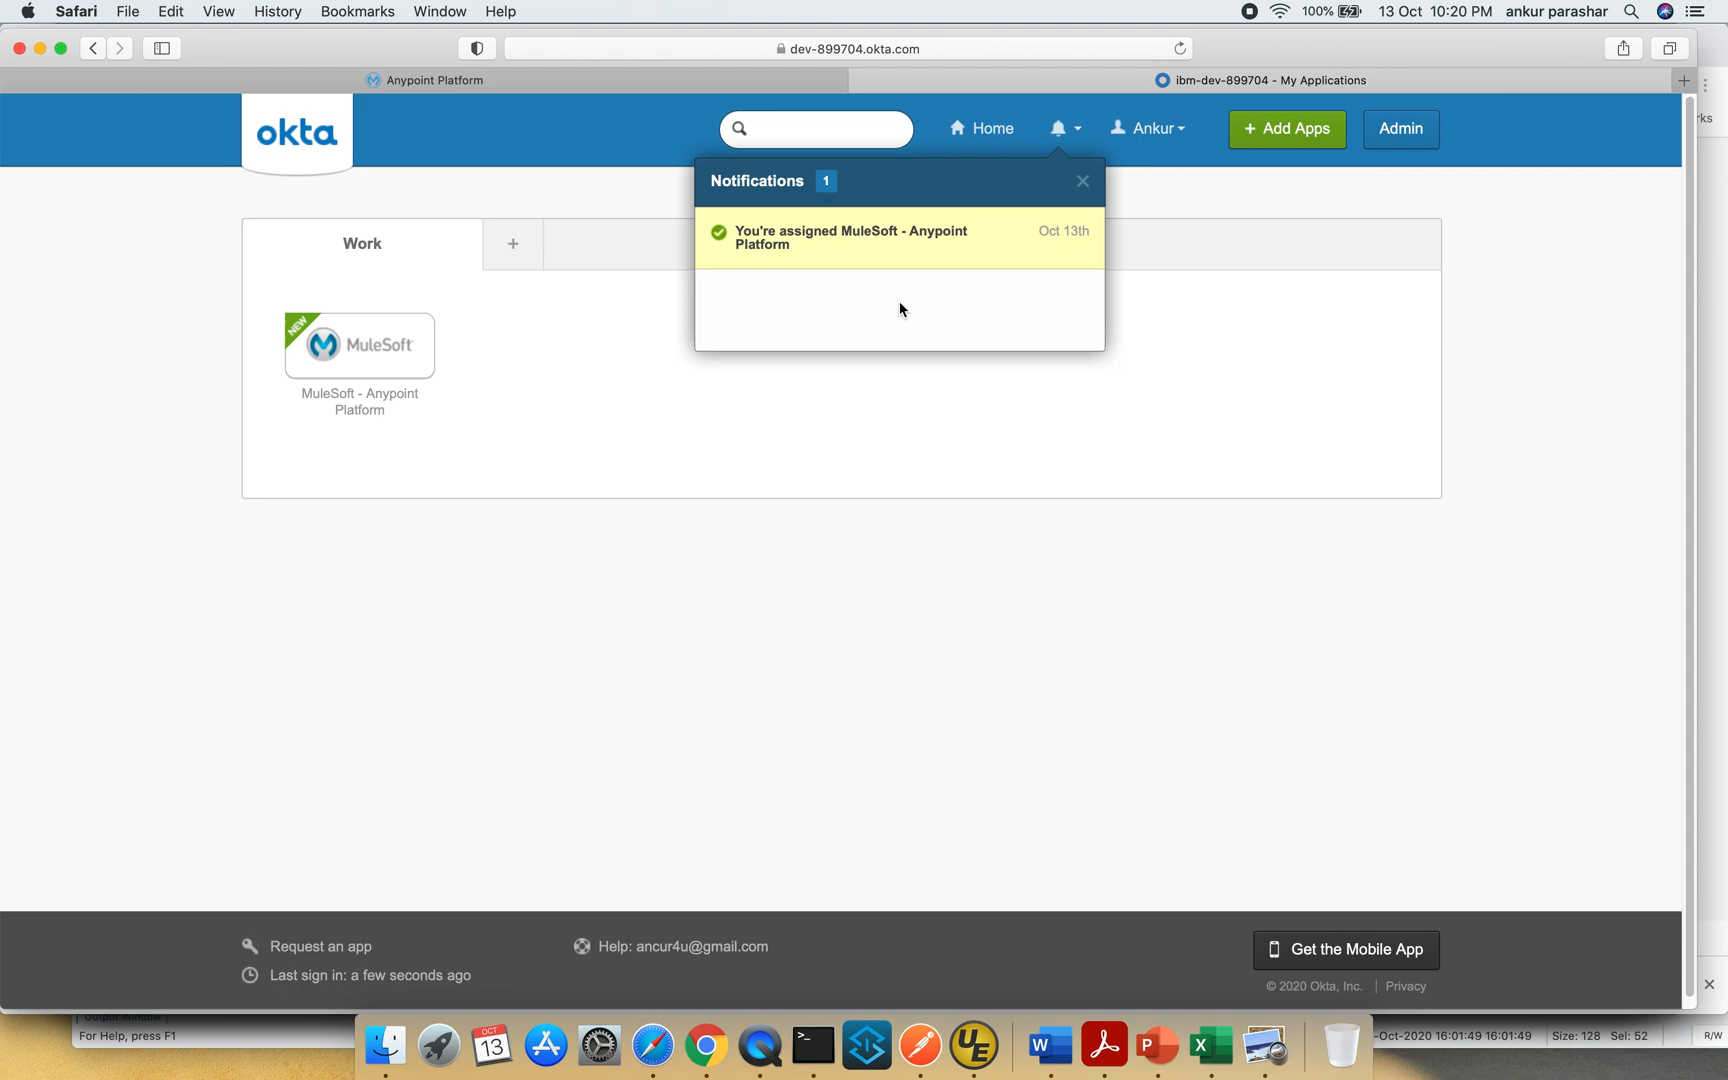 Safari File Edit View History Bookmarks Window Help 100% 13 Oct 10:20 PM ankur parashar
dev-899704.okta.com
Anypoint Platform
ibm-dev-899704 - My Applications
rks
okta
Home
Ankur
+ Add Apps
Admin
Notifications 1
You're assigned MuleSoft - Anypoint
Platform
Oct 13th
Work
NEW
MuleSoft
MuleSoft - Anypoint
Platform
Request an app
Help: ancur4u@gmail.com
Get the Mobile App
Last sign in: a few seconds ago
© 2020 Okta, Inc. | Privacy
Output Window
For Help, press F1
-Oct-2020 16:01:49 16:01:49 Size: 128 Sel: 52 R/W
OCT
13
>_
UE
W
P
X